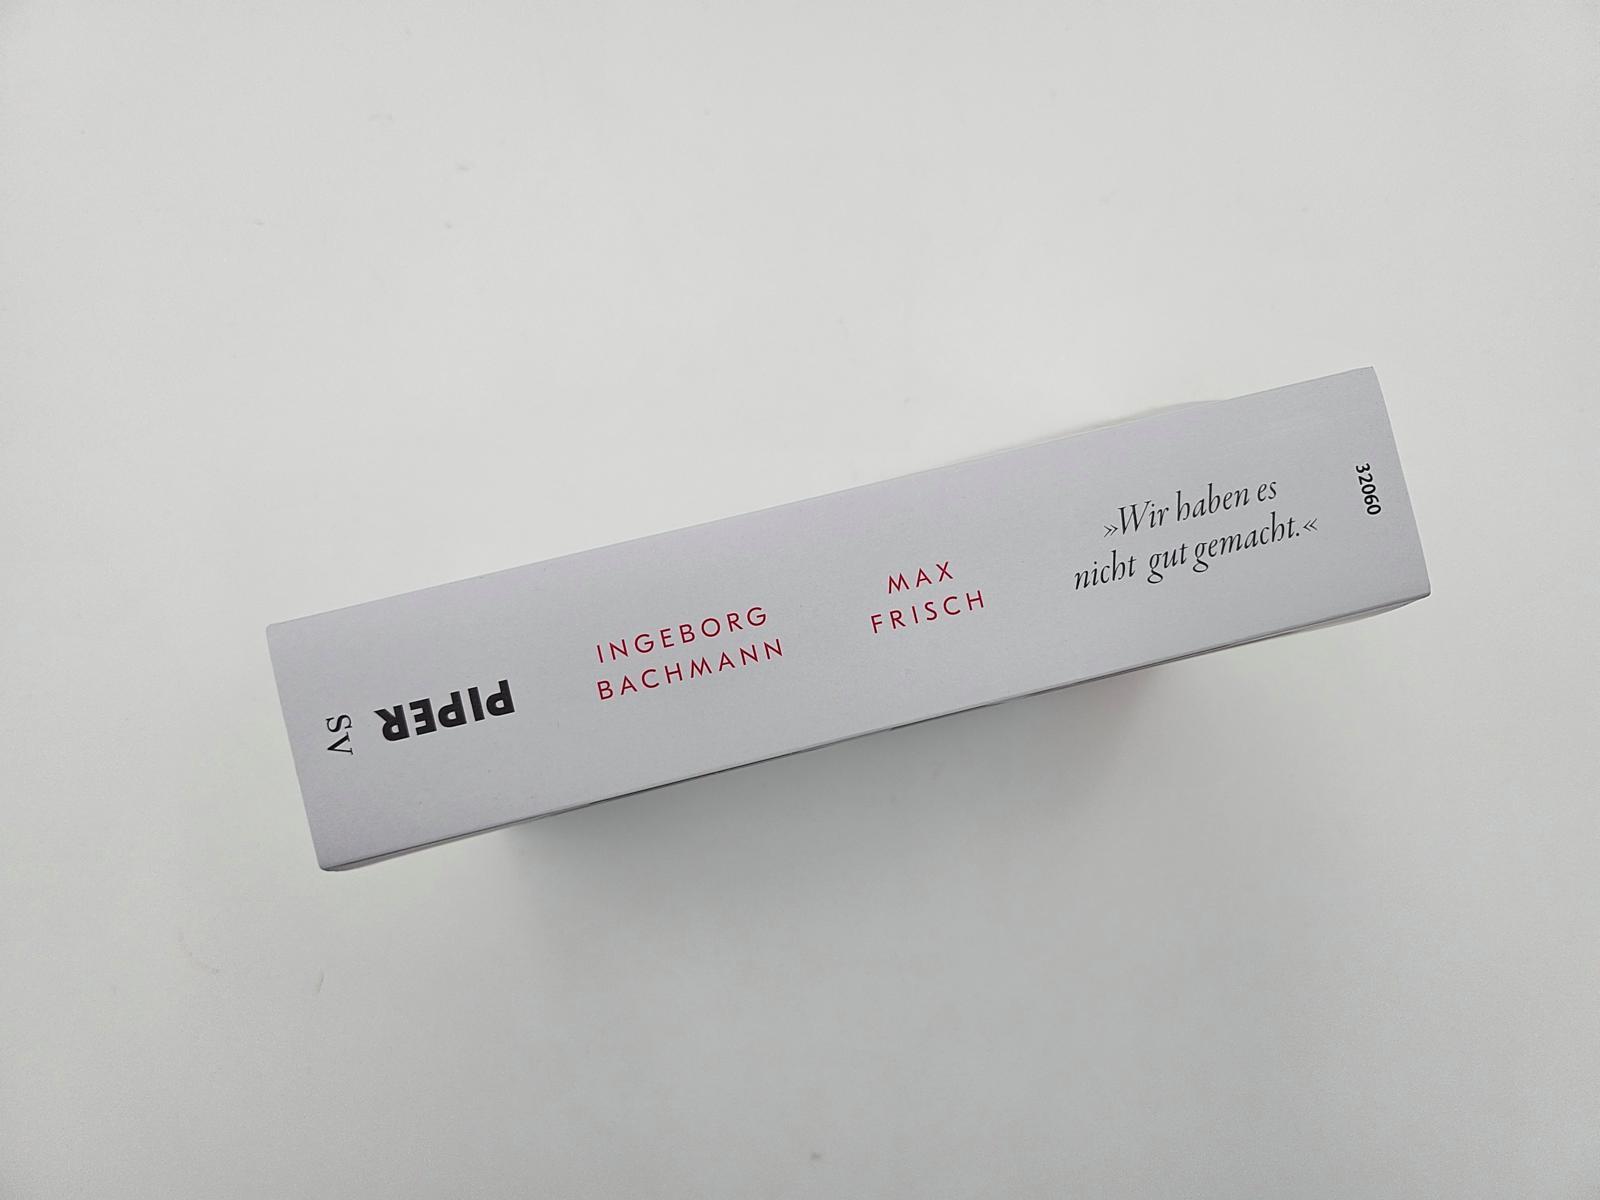 SV
PIPER
INGEBORG
BACHMANN
MAX
FRISCH
»Wir haben es
nicht gut gemacht.«
32060